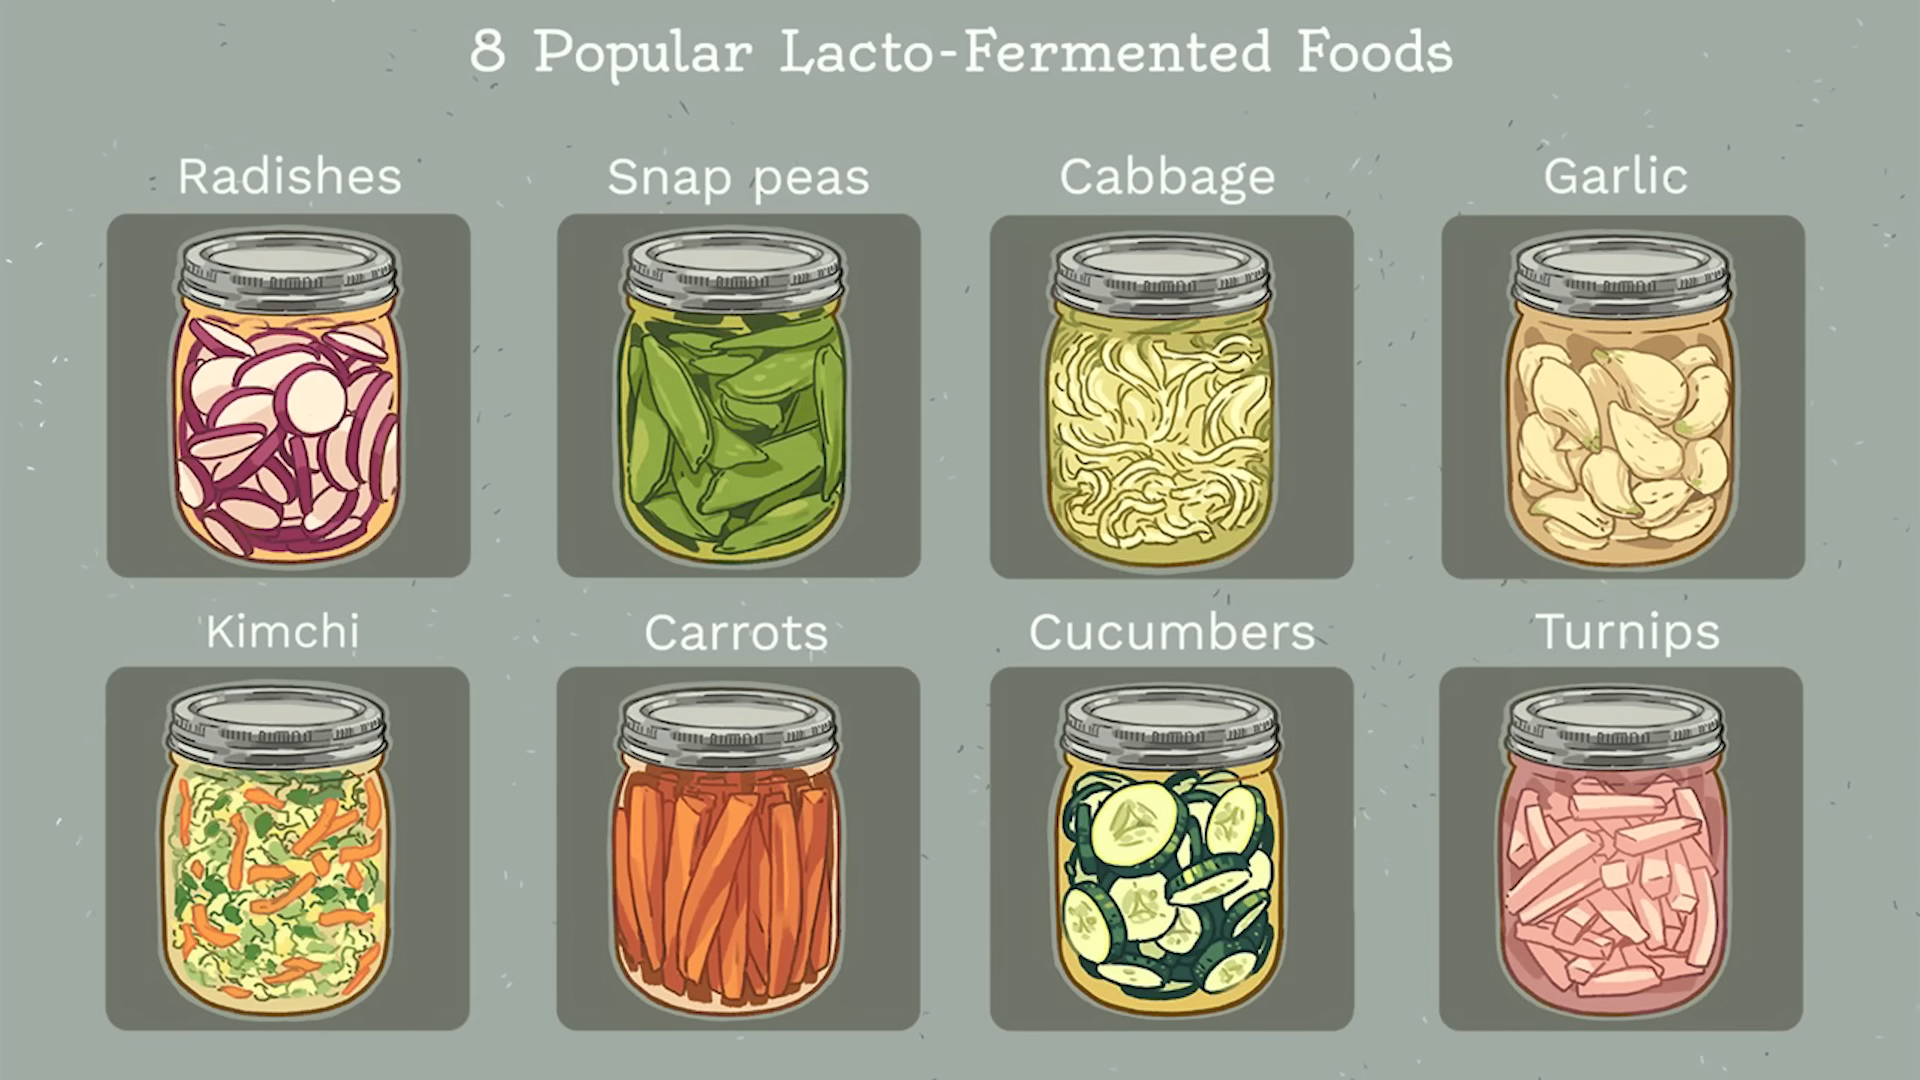 8 Popular Lacto-Fermented Foods
Radishes
Snap peas
Cabbage
Garlic
Kimchi
Carrots
Cucumbers
Turnips